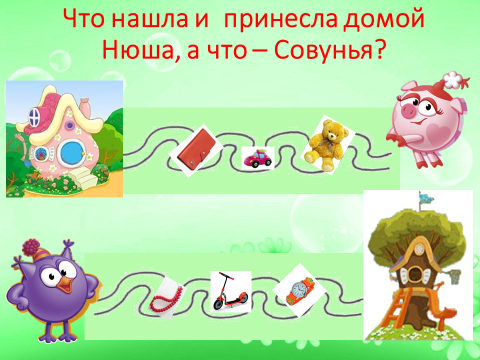 Что нашла и принесла домой
Нюша, а что – Совунья?